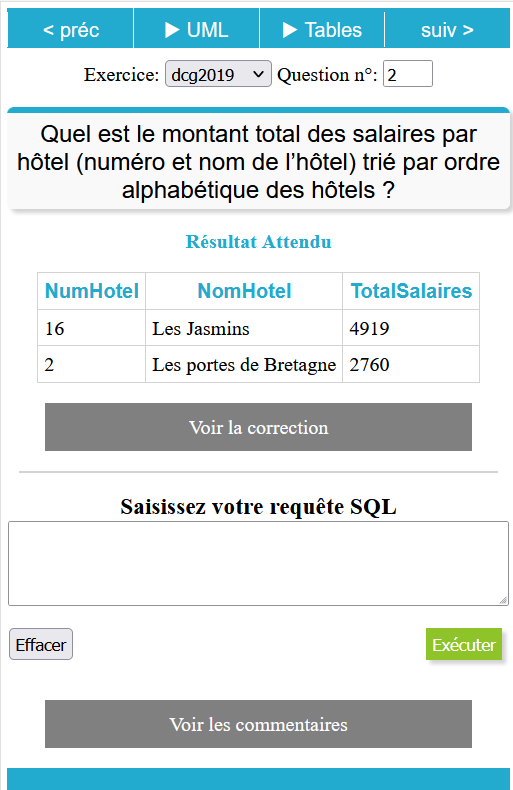 < préc ▶ UML ▶ Tables suiv >
Exercice: dcg2019 Question n°: 2
Quel est le montant total des salaires par
hôtel (numéro et nom de l’hôtel) trié par ordre
alphabétique des hôtels ?
Résultat Attendu
NumHotel NomHotel TotalSalaires
16 Les Jasmins 4919
2 Les portes de Bretagne 2760
Voir la correction
Saisissez votre requête SQL
Effacer Exécuter
Voir les commentaires